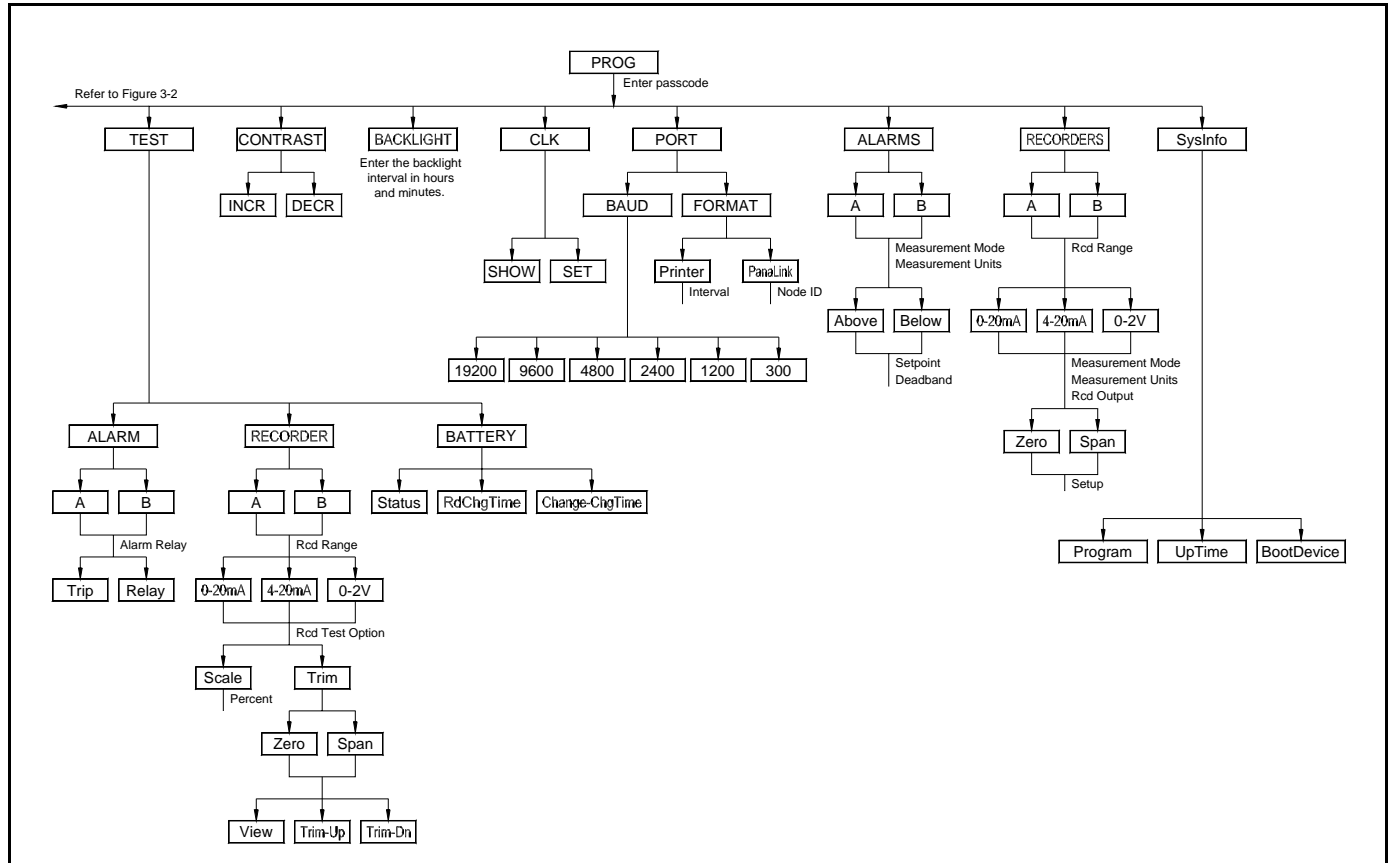 PROG
Enter passcode
Refer to Figure 3-2
TEST
CONTRAST
BACKLIGHT
CLK
PORT
ALARMS
RECORDERS
SysInfo
Enter the backlight
interval in hours
and minutes.
INCR
DECR
BAUD
FORMAT
A
B
A
B
Measurement Mode
Measurement Units
Rcd Range
SHOW
SET
Printer
PanaLink
Interval
Node ID
Above
Below
0-20mA
4-20mA
0-2V
Setpoint
Deadband
Measurement Mode
Measurement Units
Rcd Output
19200
9600
4800
2400
1200
300
ALARM
RECORDER
BATTERY
Zero
Span
Setup
A
B
A
B
Status
RdChgTime
Change-ChgTime
Alarm Relay
Rcd Range
Program
UpTime
BootDevice
Trip
Relay
0-20mA
4-20mA
0-2V
Rcd Test Option
Scale
Trim
Percent
Zero
Span
View
Trim-Up
Trim-Dn